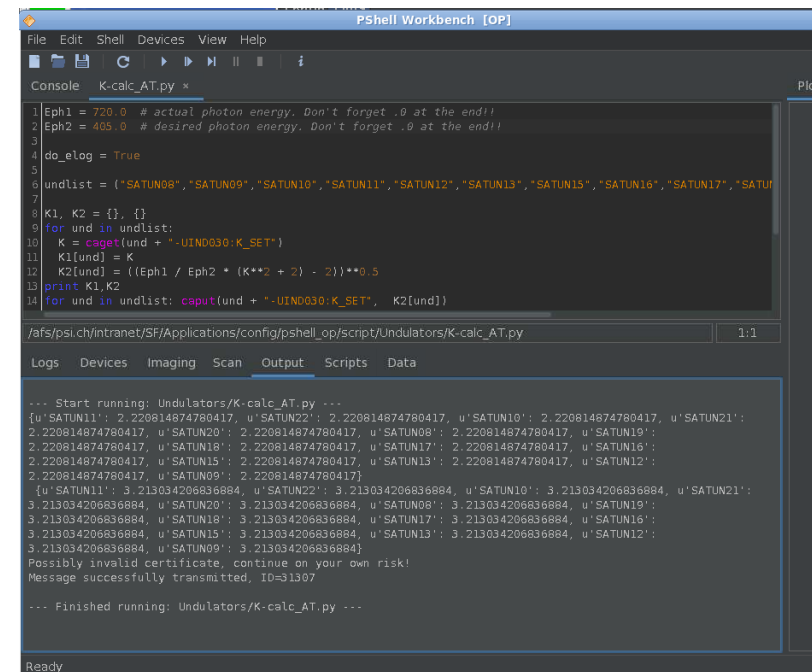 PShell Workbench [OP]
File Edit Shell Devices View Help
Console K-calc_AT.py × Plo
1 Eph1 = 720.0 # actual photon energy. Don't forget .0 at the end!!
2 Eph2 = 405.0 # desired photon energy. Don't forget .0 at the end!!
3
4 do_elog = True
5
6 undlist = ("SATUN08","SATUN09","SATUN10","SATUN11","SATUN12","SATUN13","SATUN15","SATUN16","SATUN17","SATUN
7
8 K1, K2 = {}, {}
9 for und in undlist:
10 K = caget(und + "-UIND030:K_SET")
11 K1[und] = K
12 K2[und] = ((Eph1 / Eph2 * (K**2 + 2) - 2))**0.5
13 print K1,K2
14 for und in undlist: caput(und + "-UIND030:K_SET", K2[und])
/afs/psi.ch/intranet/SF/Applications/config/pshell_op/script/Undulators/K-calc_AT.py 1:1
Logs Devices Imaging Scan Output Scripts Data
--- Start running: Undulators/K-calc_AT.py ---
{u'SATUN11': 2.220814874780417, u'SATUN22': 2.220814874780417, u'SATUN10': 2.220814874780417, u'SATUN21':
2.220814874780417, u'SATUN20': 2.220814874780417, u'SATUN08': 2.220814874780417, u'SATUN19':
2.220814874780417, u'SATUN18': 2.220814874780417, u'SATUN17': 2.220814874780417, u'SATUN16':
2.220814874780417, u'SATUN15': 2.220814874780417, u'SATUN13': 2.220814874780417, u'SATUN12':
2.220814874780417, u'SATUN09': 2.220814874780417}
{u'SATUN11': 3.213034206836884, u'SATUN22': 3.213034206836884, u'SATUN10': 3.213034206836884, u'SATUN21':
3.213034206836884, u'SATUN20': 3.213034206836884, u'SATUN08': 3.213034206836884, u'SATUN19':
3.213034206836884, u'SATUN18': 3.213034206836884, u'SATUN17': 3.213034206836884, u'SATUN16':
3.213034206836884, u'SATUN15': 3.213034206836884, u'SATUN13': 3.213034206836884, u'SATUN12':
3.213034206836884, u'SATUN09': 3.213034206836884}
Possibly invalid certificate, continue on your own risk!
Message successfully transmitted, ID=31307
--- Finished running: Undulators/K-calc_AT.py ---
Ready